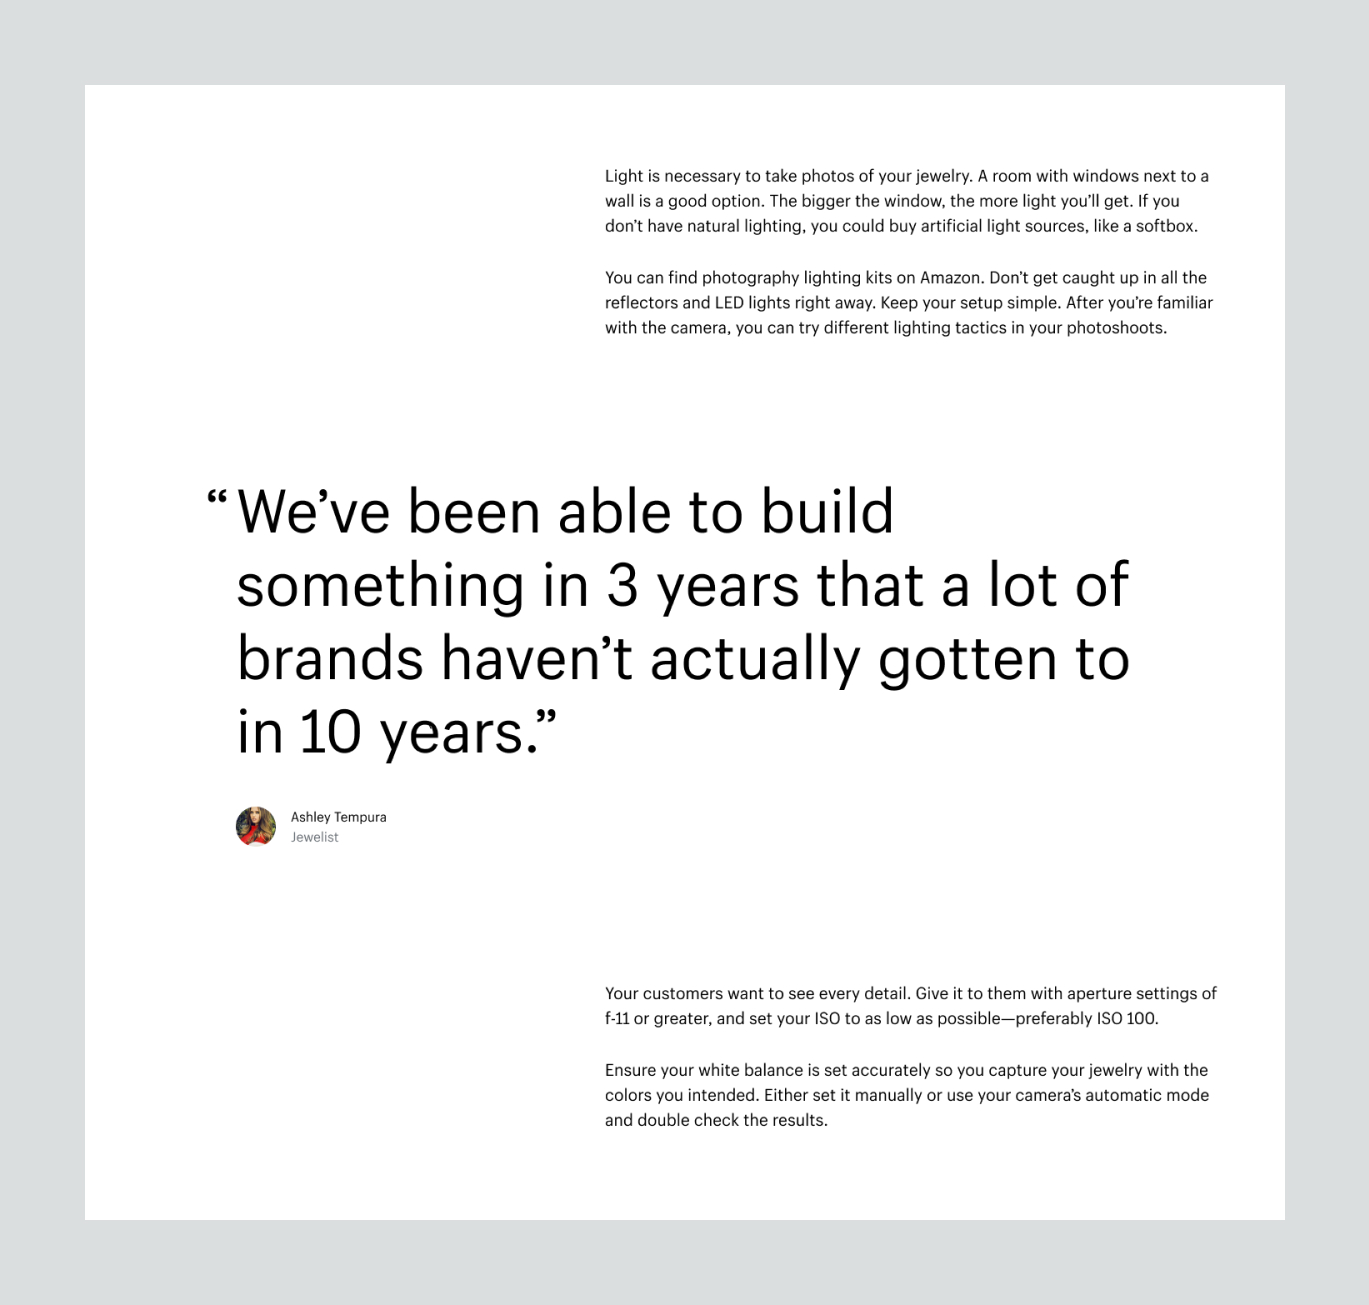 Light is necessary to take photos of your jewelry. A room with windows next to a
wall is a good option. The bigger the window, the more light you’ll get. If you
don’t have natural lighting, you could buy artificial light sources, like a softbox.
You can find photography lighting kits on Amazon. Don’t get caught up in all the
reflectors and LED lights right away. Keep your setup simple. After you’re familiar
with the camera, you can try different lighting tactics in your photoshoots.
“We’ve been able to build
something in 3 years that a lot of
brands haven’t actually gotten to
in 10 years.”
Ashley Tempura
Jewelist
Your customers want to see every detail. Give it to them with aperture settings of
f-11 or greater, and set your ISO to as low as possible—preferably ISO 100.
Ensure your white balance is set accurately so you capture your jewelry with the
colors you intended. Either set it manually or use your camera’s automatic mode
and double check the results.